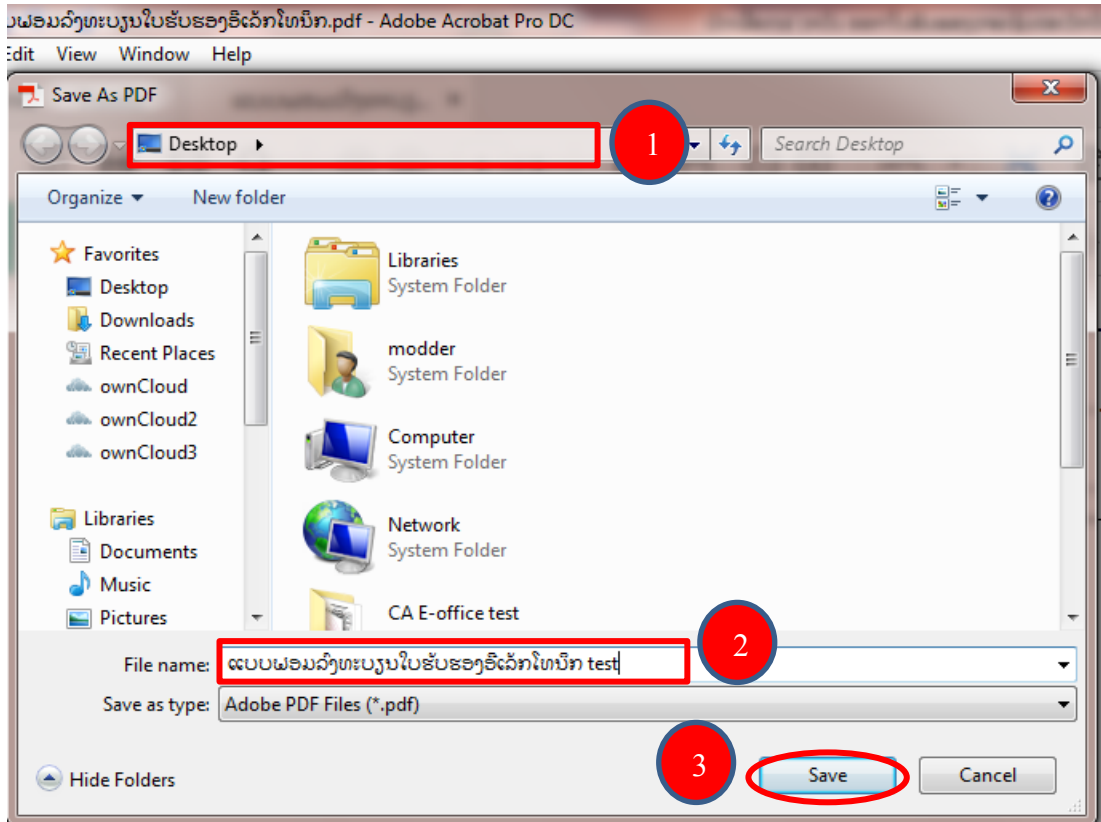 ບຟອມລົງທະບຽນໃບຮັບຮອງອີເລັກໂທນິກ.pdf - Adobe Acrobat Pro DC
Edit View Window Help
Save As PDF
Desktop
1
Search Desktop
Organize
New folder
Favorites
Desktop
Downloads
Recent Places
ownCloud
ownCloud2
ownCloud3
Libraries
Documents
Music
Pictures
Libraries
System Folder
modder
System Folder
Computer
System Folder
Network
System Folder
CA E-office test
2
File name: ແບບຟອມລົງທະບຽນໃບຮັບຮອງອີເລັກໂທນິກ test
Save as type: Adobe PDF Files (*.pdf)
3
Hide Folders
Save
Cancel